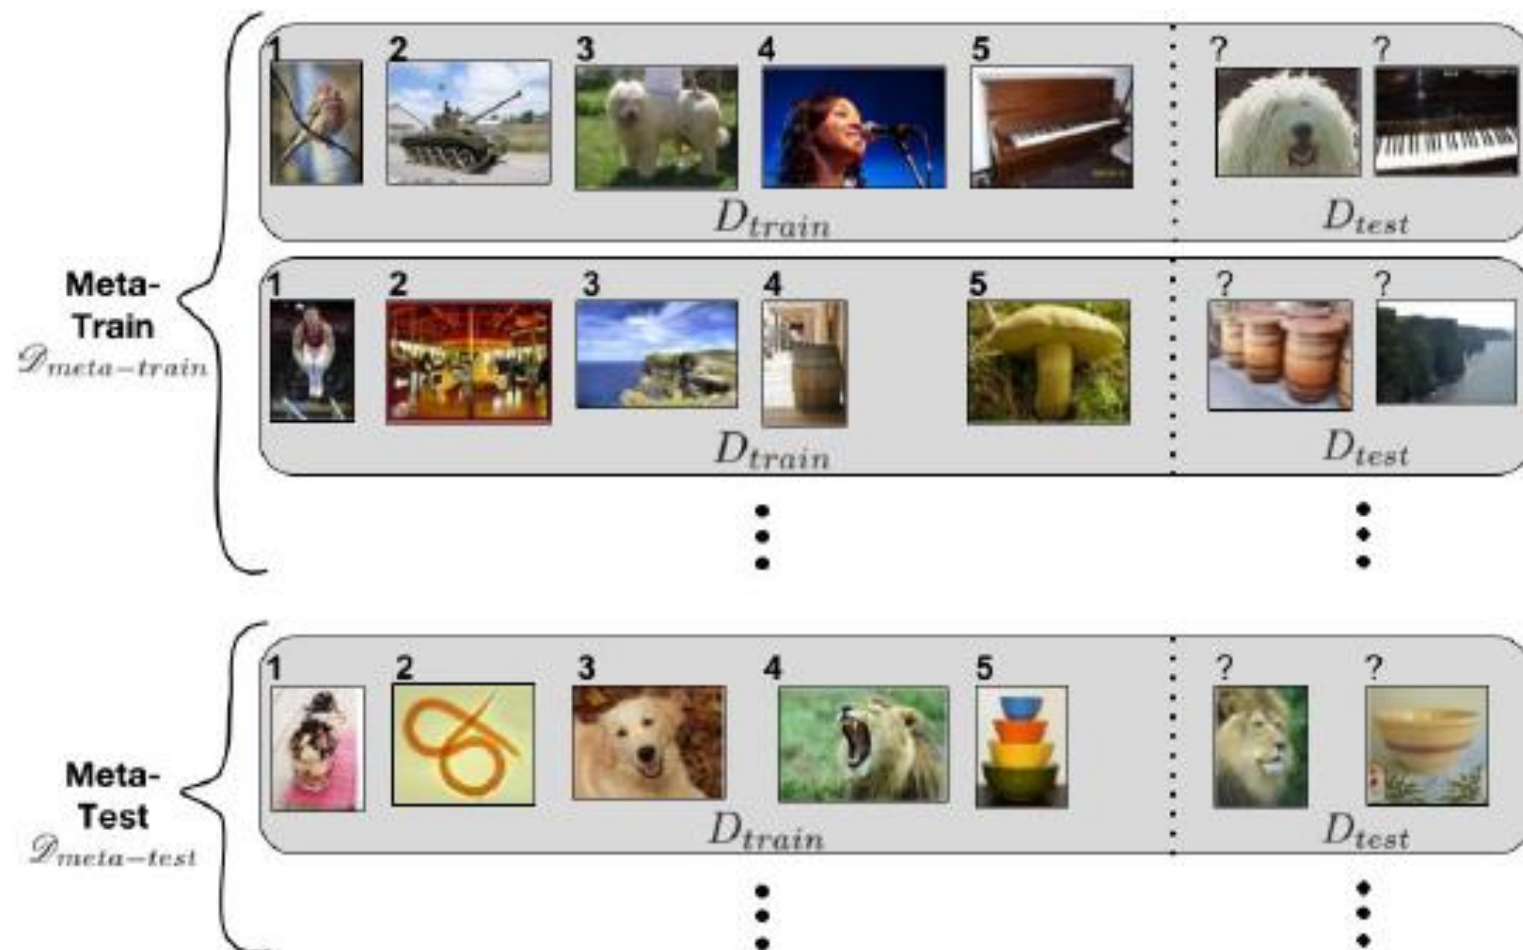 1 2 3 4 5 ? ?
D_train D_test
Meta-
Train
𝒟_meta−train
1 2 3 4 5 ? ?
D_train D_test
1 2 3 4 5 ? ?
Meta-
Test
𝒟_meta−test
D_train D_test